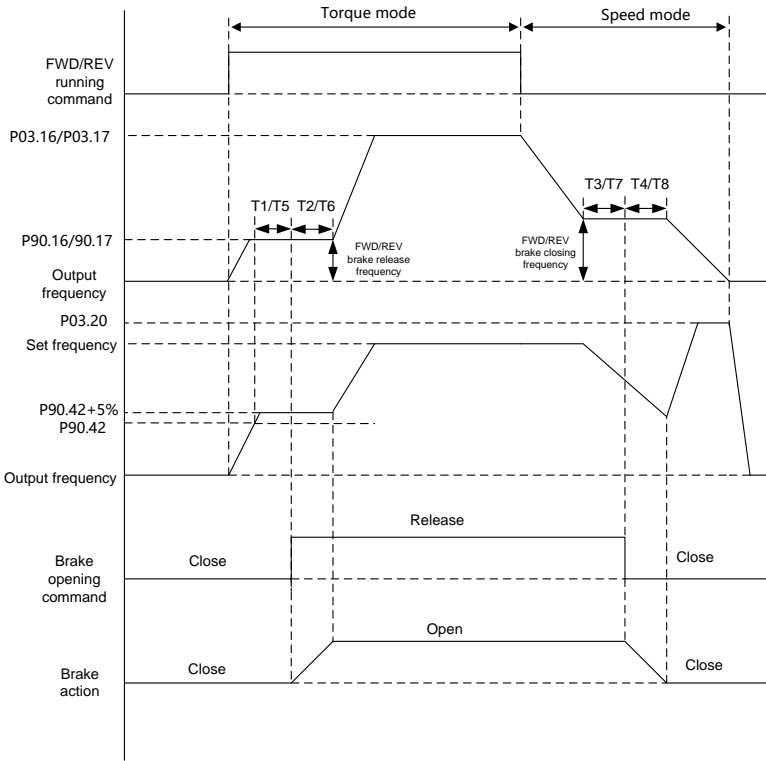 Torque mode
Speed mode
FWD/REV
running
command
P03.16/P03.17
T1/T5
T2/T6
T3/T7
T4/T8
P90.16/90.17
FWD/REV
brake release
frequency
FWD/REV
brake closing
frequency
Output
frequency
P03.20
Set frequency
P90.42+5%
P90.42
Output frequency
Release
Close
Close
Brake
opening
command
Open
Close
Close
Brake
action